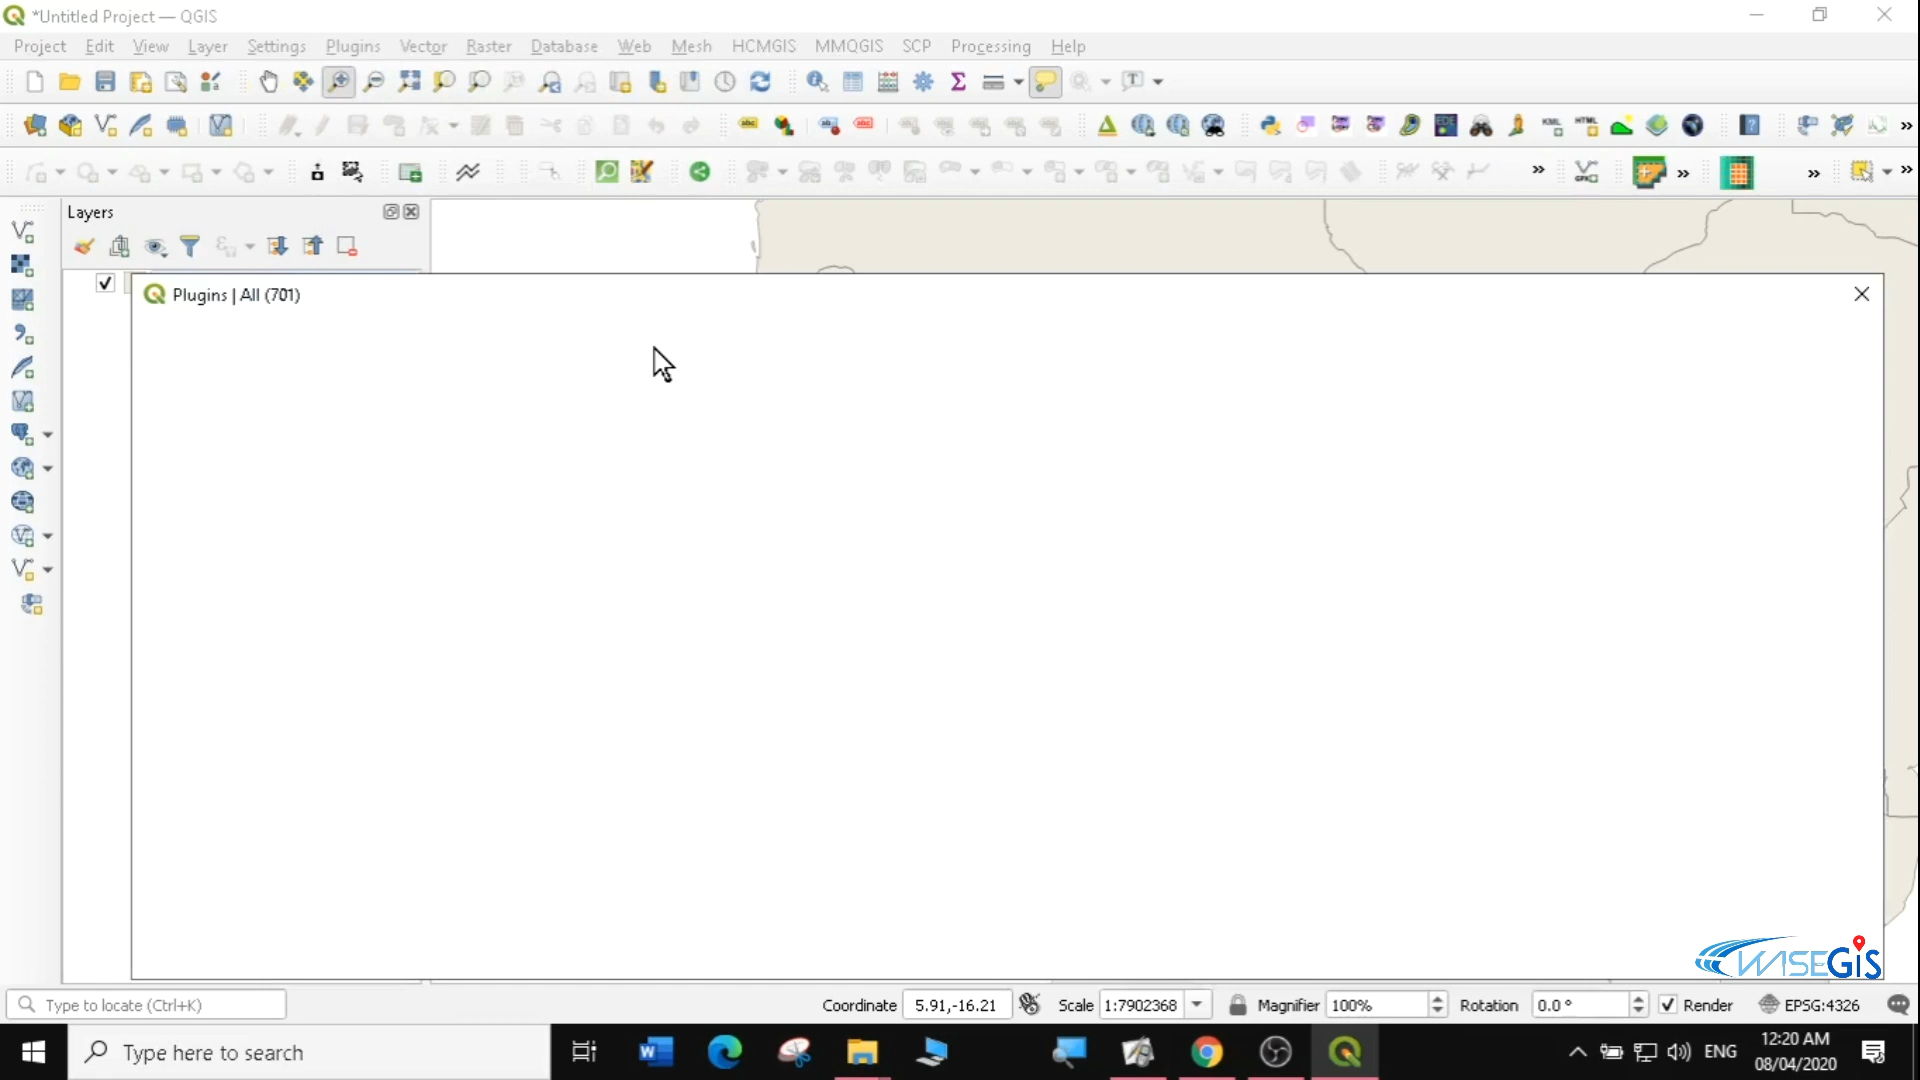 *Untitled Project — QGIS
Project Edit View Layer Settings Plugins Vector Raster Database Web Mesh HCMGIS MMQGIS SCP Processing Help
Layers
Plugins | All (701)
WISEGIS
Type to locate (Ctrl+K)
Coordinate 5.91,-16.21 Scale 1:7902368 Magnifier 100% Rotation 0.0 ° Render EPSG:4326
Type here to search
ENG
12:20 AM
08/04/2020